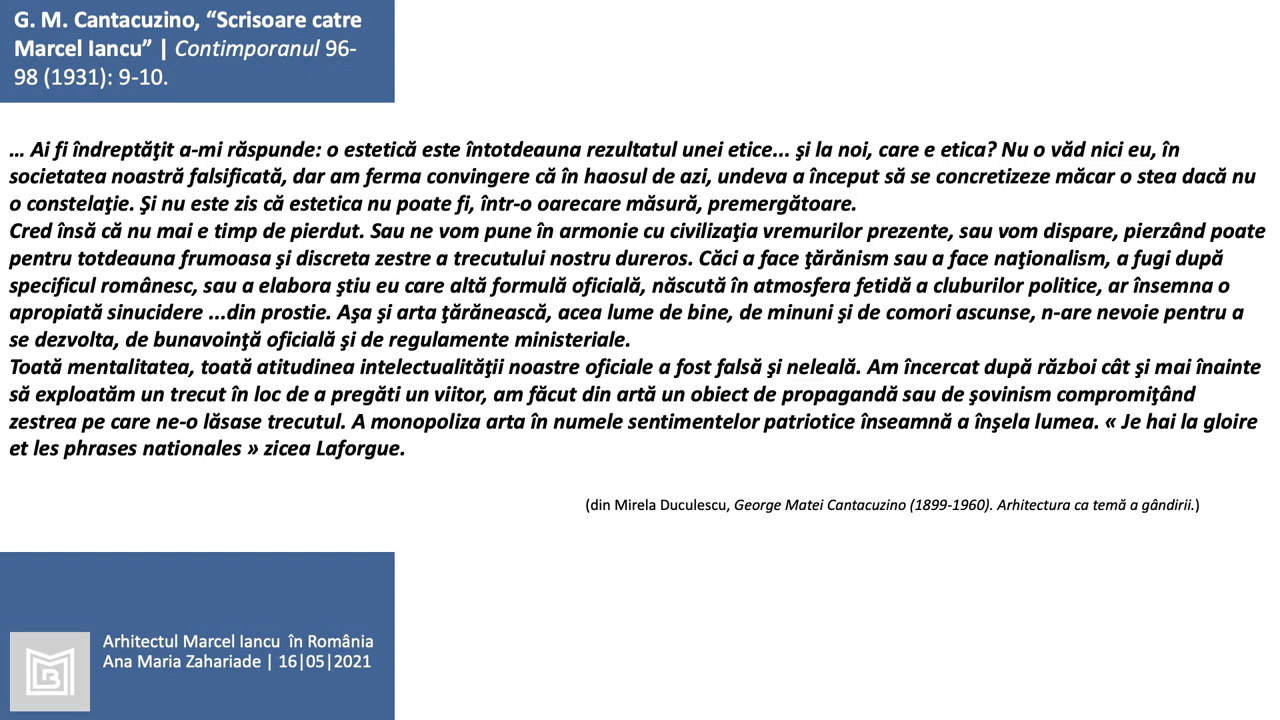 G. M. Cantacuzino, “Scrisoare catre
Marcel Iancu” | Contimporanul 96-
98 (1931): 9-10.
... Ai fi îndreptăţit a-mi răspunde: o estetică este întotdeauna rezultatul unei etice... şi la noi, care e etica? Nu o văd nici eu, în
societatea noastră falsificată, dar am ferma convingere că în haosul de azi, undeva a început să se concretizeze măcar o stea dacă nu
o constelaţie. Şi nu este zis că estetica nu poate fi, într-o oarecare măsură, premergătoare.
Cred însă că nu mai e timp de pierdut. Sau ne vom pune în armonie cu civilizaţia vremurilor prezente, sau vom dispare, pierzând poate
pentru totdeauna frumoasa şi discreta zestre a trecutului nostru dureros. Căci a face ţărănism sau a face naţionalism, a fugi după
specificul românesc, sau a elabora ştiu eu care altă formulă oficială, născută în atmosfera fetidă a cluburilor politice, ar însemna o
apropiată sinucidere ...din prostie. Aşa şi arta ţărănească, acea lume de bine, de minuni şi de comori ascunse, n-are nevoie pentru a
se dezvolta, de bunavoinţă oficială şi de regulamente ministeriale.
Toată mentalitatea, toată atitudinea intelectualităţii noastre oficiale a fost falsă şi neleală. Am încercat după război cât şi mai înainte
să exploatăm un trecut în loc de a pregăti un viitor, am făcut din artă un obiect de propagandă sau de şovinism compromiţând
zestrea pe care ne-o lăsase trecutul. A monopoliza arta în numele sentimentelor patriotice înseamnă a înşela lumea. « Je hai la gloire
et les phrases nationales » zicea Laforgue.
(din Mirela Duculescu, George Matei Cantacuzino (1899-1960). Arhitectura ca temă a gândirii.)
Arhitectul Marcel Iancu în România
Ana Maria Zahariade | 16|05|2021